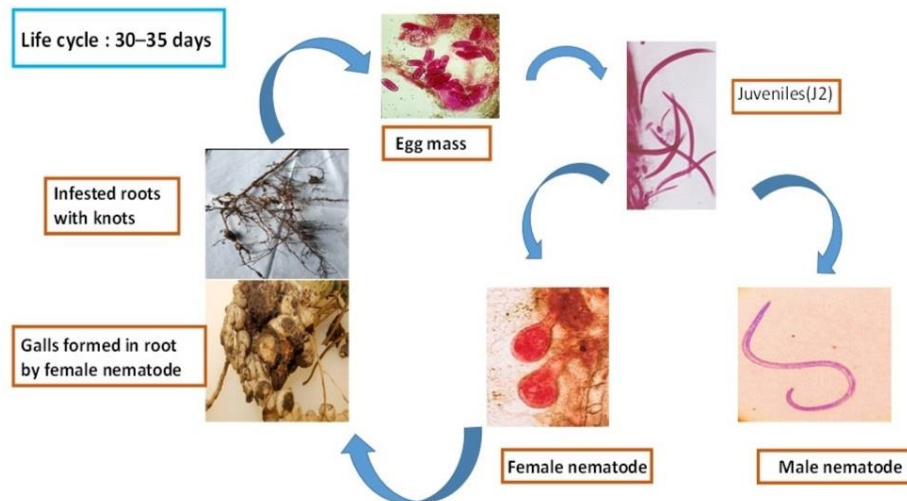 Life cycle : 30–35 days
Juveniles(J2)
Egg mass
Infested roots
with knots
Galls formed in root
by female nematode
Female nematode
Male nematode